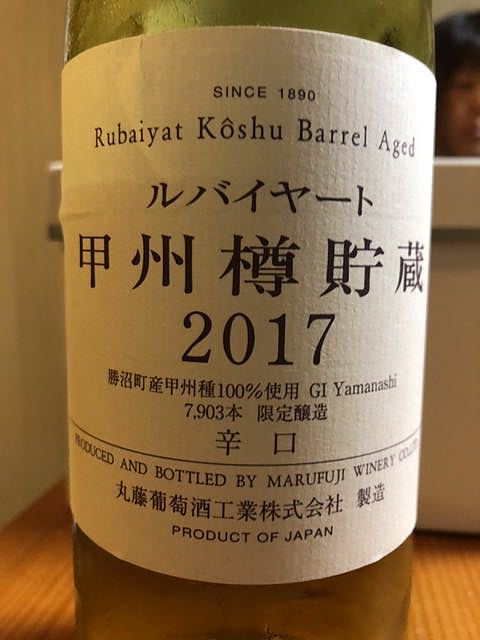 SINCE 1890
Rubaiyat Kôshu Barrel Aged
ルバイヤート
甲州樽貯蔵
2017
勝沼町産甲州種100%使用 GI Yamanashi
7,903本 限定醸造
辛口
PRODUCED AND BOTTLED BY MARUFUJI WINERY CO.,LTD.
丸藤葡萄酒工業株式会社 製造
PRODUCT OF JAPAN